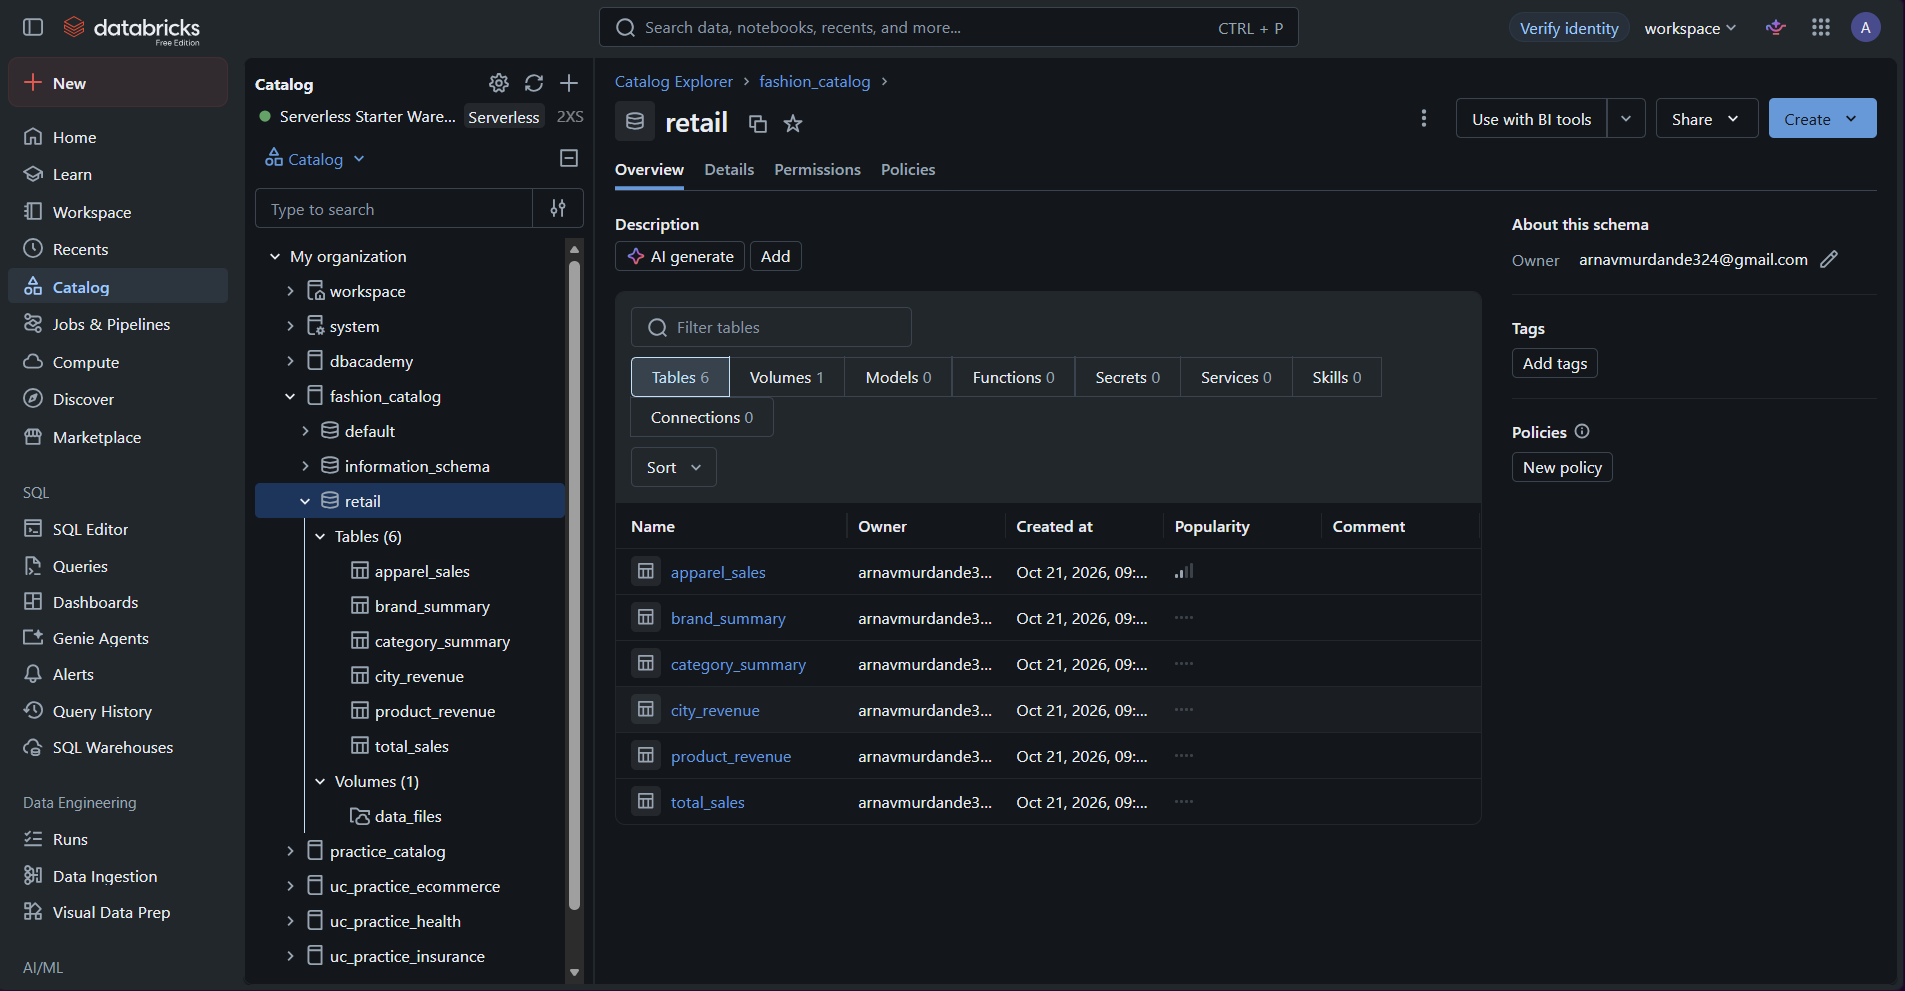 databricks
Free Edition
Search data, notebooks, recents, and more...
CTRL + P
Verify identity
workspace
A
New
Home
Learn
Workspace
Recents
Catalog
Jobs & Pipelines
Compute
Discover
Marketplace
SQL
SQL Editor
Queries
Dashboards
Genie Agents
Alerts
Query History
SQL Warehouses
Data Engineering
Runs
Data Ingestion
Visual Data Prep
AI/ML
Catalog
Serverless Starter Ware... Serverless 2XS
Catalog
Type to search
My organization
workspace
system
dbacademy
fashion_catalog
default
information_schema
retail
Tables (6)
apparel_sales
brand_summary
category_summary
city_revenue
product_revenue
total_sales
Volumes (1)
data_files
practice_catalog
uc_practice_ecommerce
uc_practice_health
uc_practice_insurance
Catalog Explorer > fashion_catalog >
retail
Use with BI tools
Share
Create
Overview Details Permissions Policies
Description
AI generate Add
Filter tables
Tables 6 Volumes 1 Models 0 Functions 0 Secrets 0 Services 0 Skills 0
Connections 0
Sort
Name Owner Created at Popularity Comment
apparel_sales arnavmurdande3... Oct 21, 2026, 09:...
brand_summary arnavmurdande3... Oct 21, 2026, 09:...
category_summary arnavmurdande3... Oct 21, 2026, 09:...
city_revenue arnavmurdande3... Oct 21, 2026, 09:...
product_revenue arnavmurdande3... Oct 21, 2026, 09:...
total_sales arnavmurdande3... Oct 21, 2026, 09:...
About this schema
Owner arnavmurdande324@gmail.com
Tags
Add tags
Policies
New policy